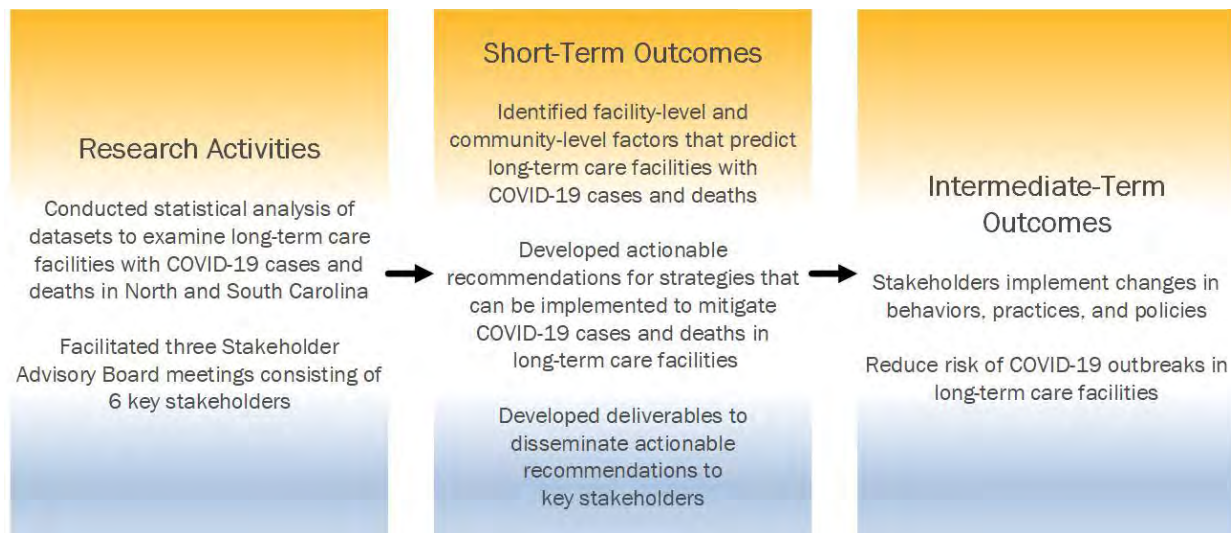 Research Activities
Conducted statistical analysis of
datasets to examine long-term care
facilities with COVID-19 cases and
deaths in North and South Carolina
Facilitated three Stakeholder
Advisory Board meetings consisting of
6 key stakeholders
Short-Term Outcomes
Identified facility-level and
community-level factors that predict
long-term care facilities with
COVID-19 cases and deaths
Developed actionable
recommendations for strategies that
can be implemented to mitigate
COVID-19 cases and deaths in
long-term care facilities
Developed deliverables to
disseminate actionable
recommendations to
key stakeholders
Intermediate-Term
Outcomes
Stakeholders implement changes in
behaviors, practices, and policies
Reduce risk of COVID-19 outbreaks in
long-term care facilities